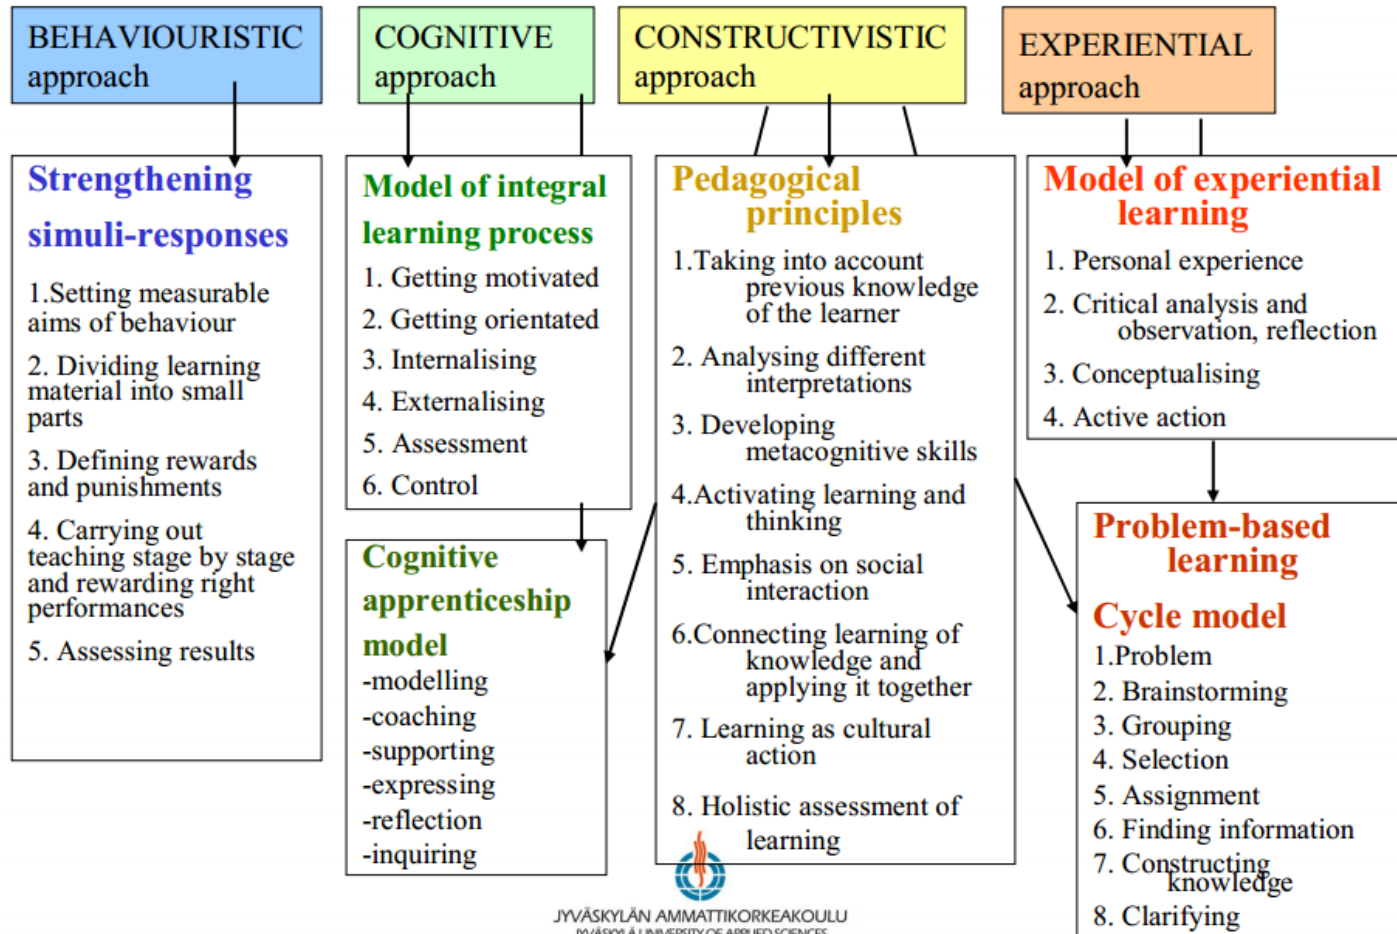 BEHAVIOURISTIC
approach
COGNITIVE
approach
CONSTRUCTIVISTIC
approach
EXPERIENTIAL
approach
Strengthening
simuli-responses
1.Setting measurable
aims of behaviour
2. Dividing learning
material into small
parts
3. Defining rewards
and punishments
4. Carrying out
teaching stage by stage
and rewarding right
performances
5. Assessing results
Model of integral
learning process
1. Getting motivated
2. Getting orientated
3. Internalising
4. Externalising
5. Assessment
6. Control
Cognitive
apprenticeship
model
-modelling
-coaching
-supporting
-expressing
-reflection
-inquiring
Pedagogical
principles
1.Taking into account
previous knowledge
of the learner
2. Analysing different
interpretations
3. Developing
metacognitive skills
4.Activating learning and
thinking
5. Emphasis on social
interaction
6.Connecting learning of
knowledge and
applying it together
7. Learning as cultural
action
8. Holistic assessment of
learning
Model of experiential
learning
1. Personal experience
2. Critical analysis and
observation, reflection
3. Conceptualising
4. Active action
Problem-based
learning
Cycle model
1.Problem
2. Brainstorming
3. Grouping
4. Selection
5. Assignment
6. Finding information
7. Constructing
knowledge
8. Clarifying
JYVÄSKYLÄN AMMATTIKORKEAKOULU
JYVÄSKYLÄ UNIVERSITY OF APPLIED SCIENCES